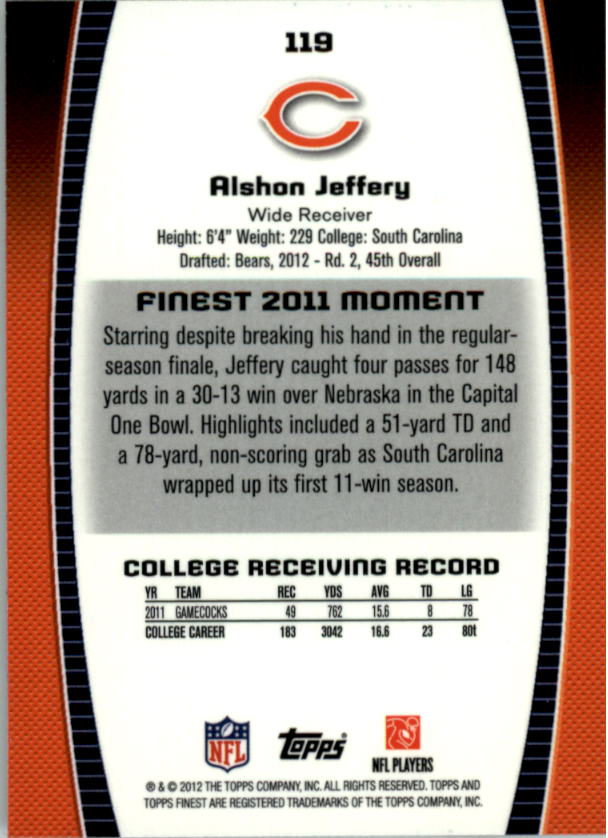 119
Alshon Jeffery
Wide Receiver
Height: 6'4" Weight: 229 College: South Carolina
Drafted: Bears, 2012 - Rd. 2, 45th Overall
FINEST 2011 MOMENT
Starring despite breaking his hand in the regular-
season finale, Jeffery caught four passes for 148
yards in a 30-13 win over Nebraska in the Capital
One Bowl. Highlights included a 51-yard TD and
a 78-yard, non-scoring grab as South Carolina
wrapped up its first 11-win season.
COLLEGE RECEIVING RECORD
YR TEAM REC YDS AVG TD LG
2011 GAMECOCKS 49 762 15.6 8 78
COLLEGE CAREER 183 3042 16.6 23 80t
NFL Topps
NFL PLAYERS
® & © 2012 THE TOPPS COMPANY, INC. ALL RIGHTS RESERVED. TOPPS AND
TOPPS FINEST ARE REGISTERED TRADEMARKS OF THE TOPPS COMPANY, INC.